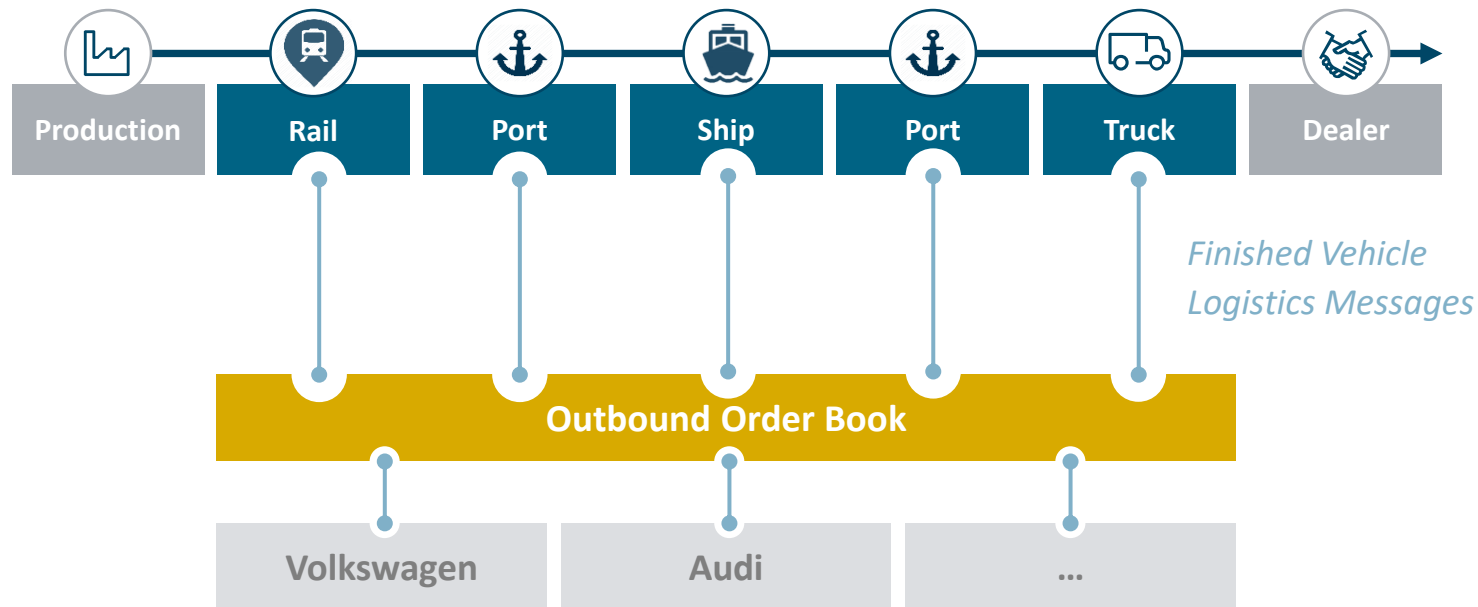 Production
Rail
Port
Ship
Port
Truck
Dealer
Finished Vehicle
Logistics Messages
Outbound Order Book
Volkswagen
Audi
...